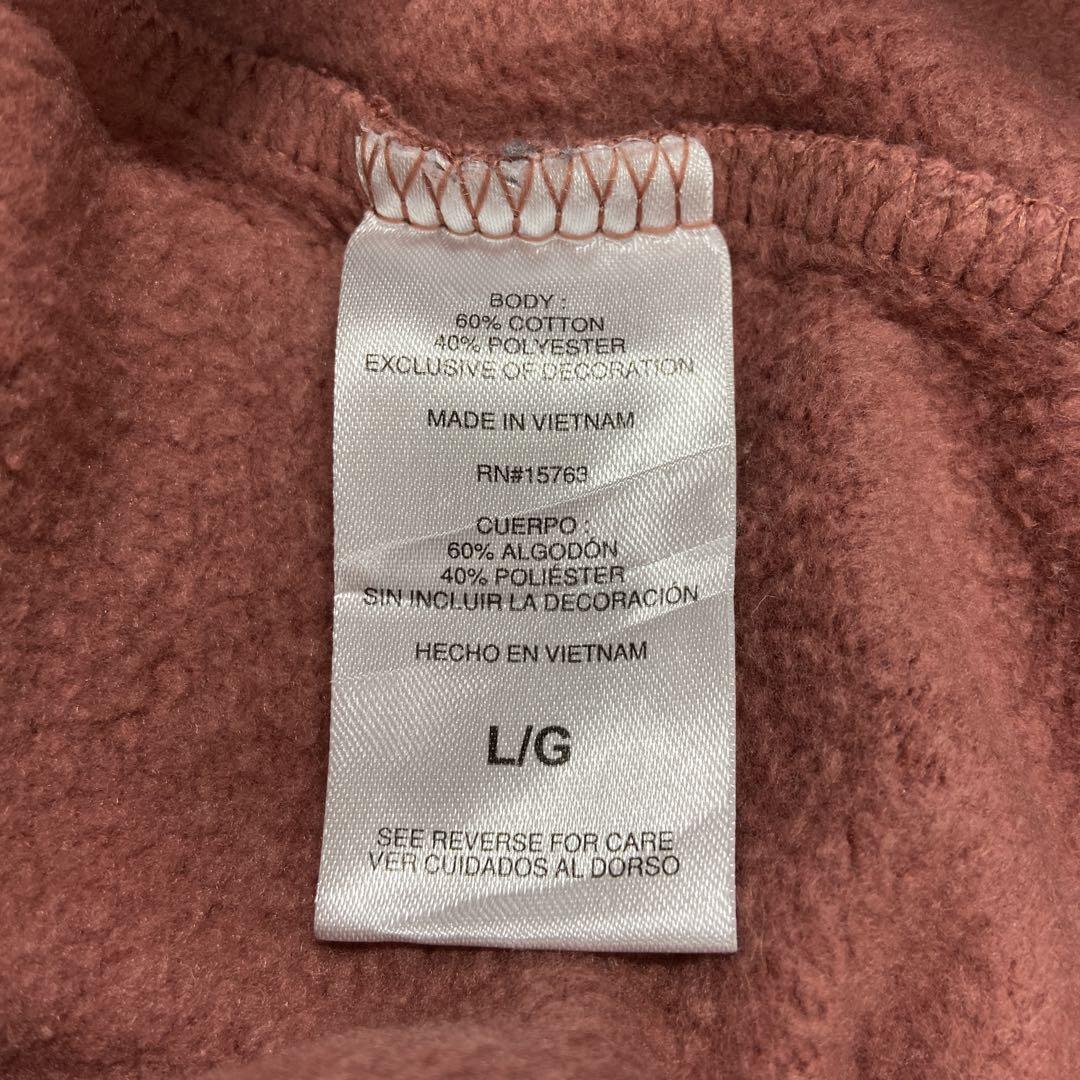 BODY :
60% COTTON
40% POLYESTER
EXCLUSIVE OF DECORATION
MADE IN VIETNAM
RN#15763
CUERPO :
60% ALGODÓN
40% POLIÉSTER
SIN INCLUIR LA DECORACIÓN
HECHO EN VIETNAM
L/G
SEE REVERSE FOR CARE
VER CUIDADOS AL DORSO